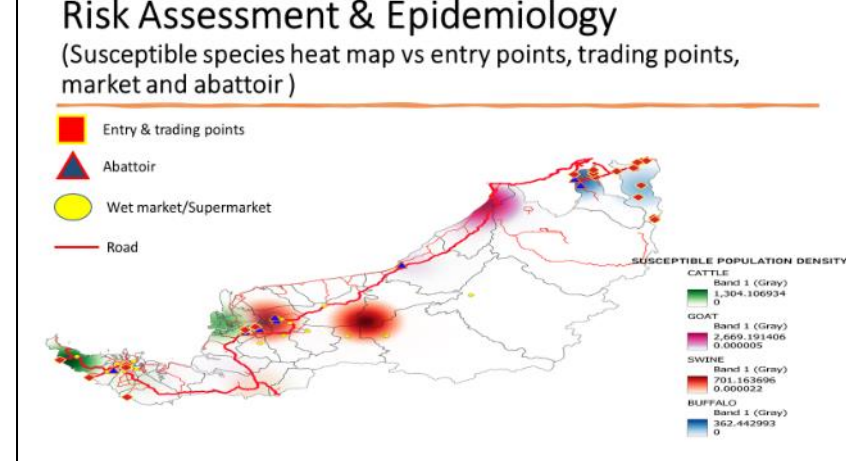 Risk Assessment & Epidemiology
(Susceptible species heat map vs entry points, trading points,
market and abattoir )
Entry & trading points
Abattoir
Wet market/Supermarket
Road
SUSCEPTIBLE POPULATION DENSITY
CATTLE
Band 1 (Gray)
1,304.106934
0
GOAT
Band 1 (Gray)
2,669.191406
0.000005
SWINE
Band 1 (Gray)
701.163696
0.000022
BUFFALO
Band 1 (Gray)
362.442993
0